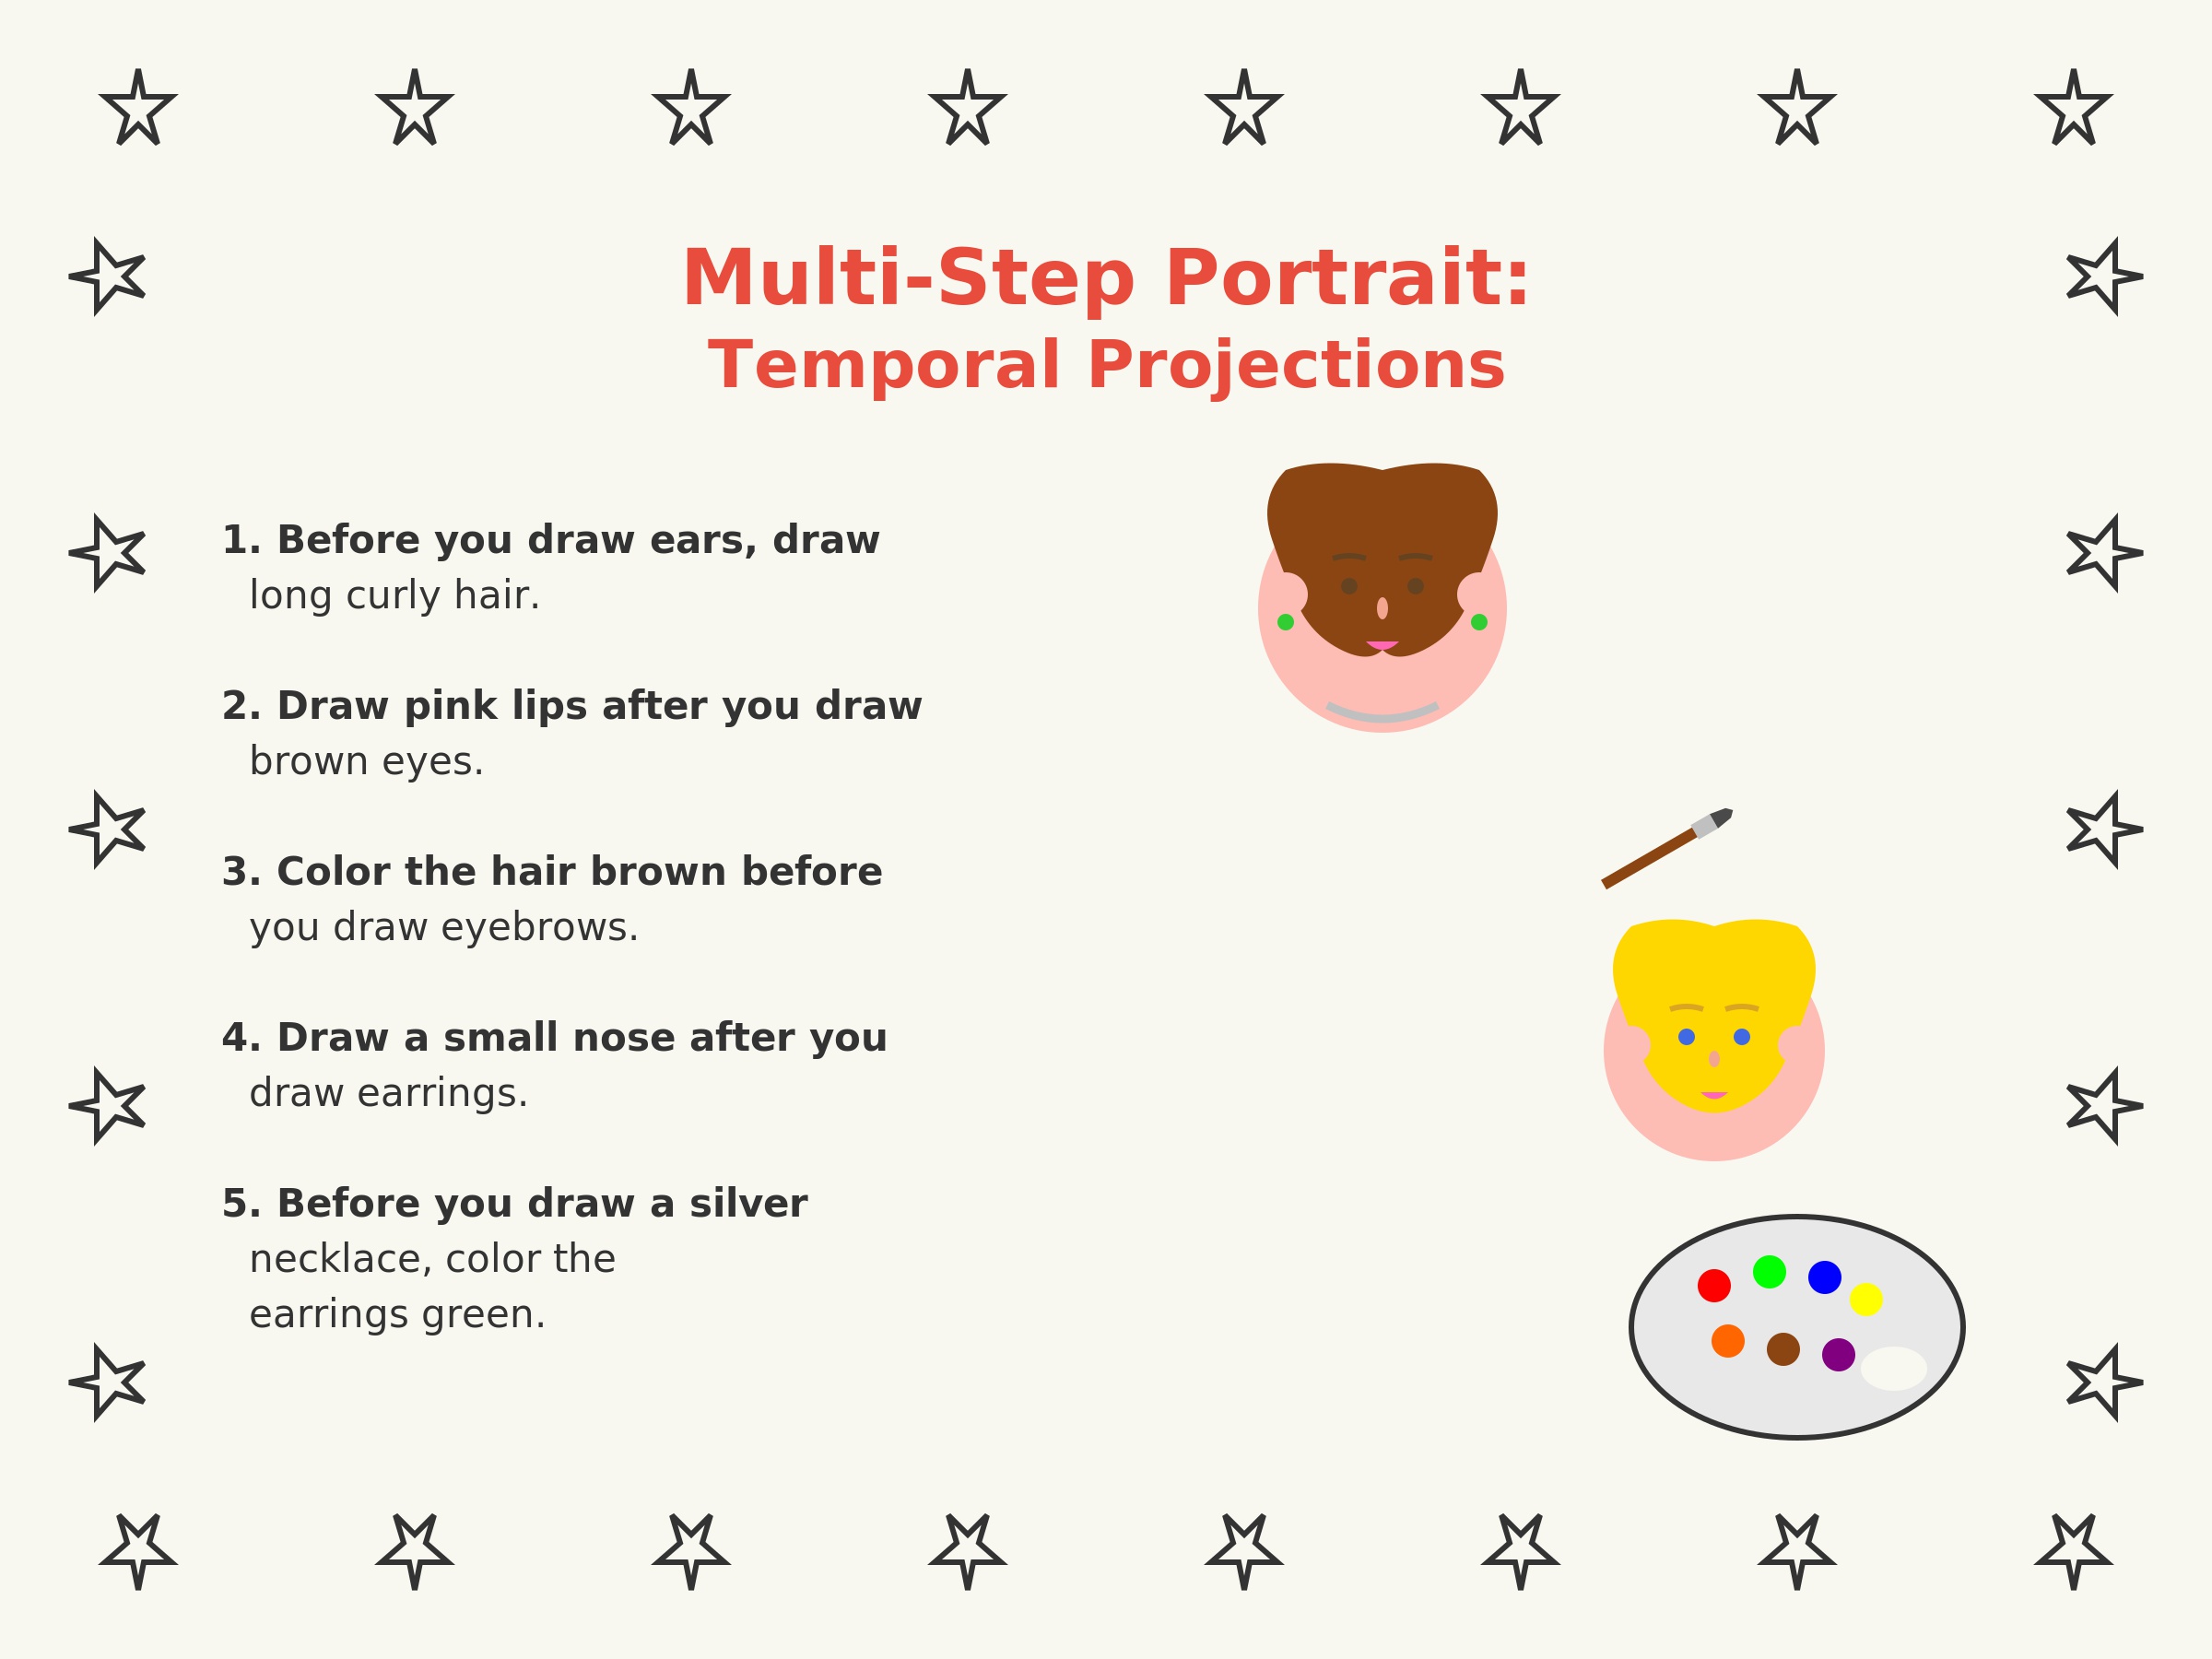 Multi-Step Portrait:
Temporal Projections
1. Before you draw ears, draw
long curly hair.
2. Draw pink lips after you draw
brown eyes.
3. Color the hair brown before
you draw eyebrows.
4. Draw a small nose after you
draw earrings.
5. Before you draw a silver
necklace, color the
earrings green.